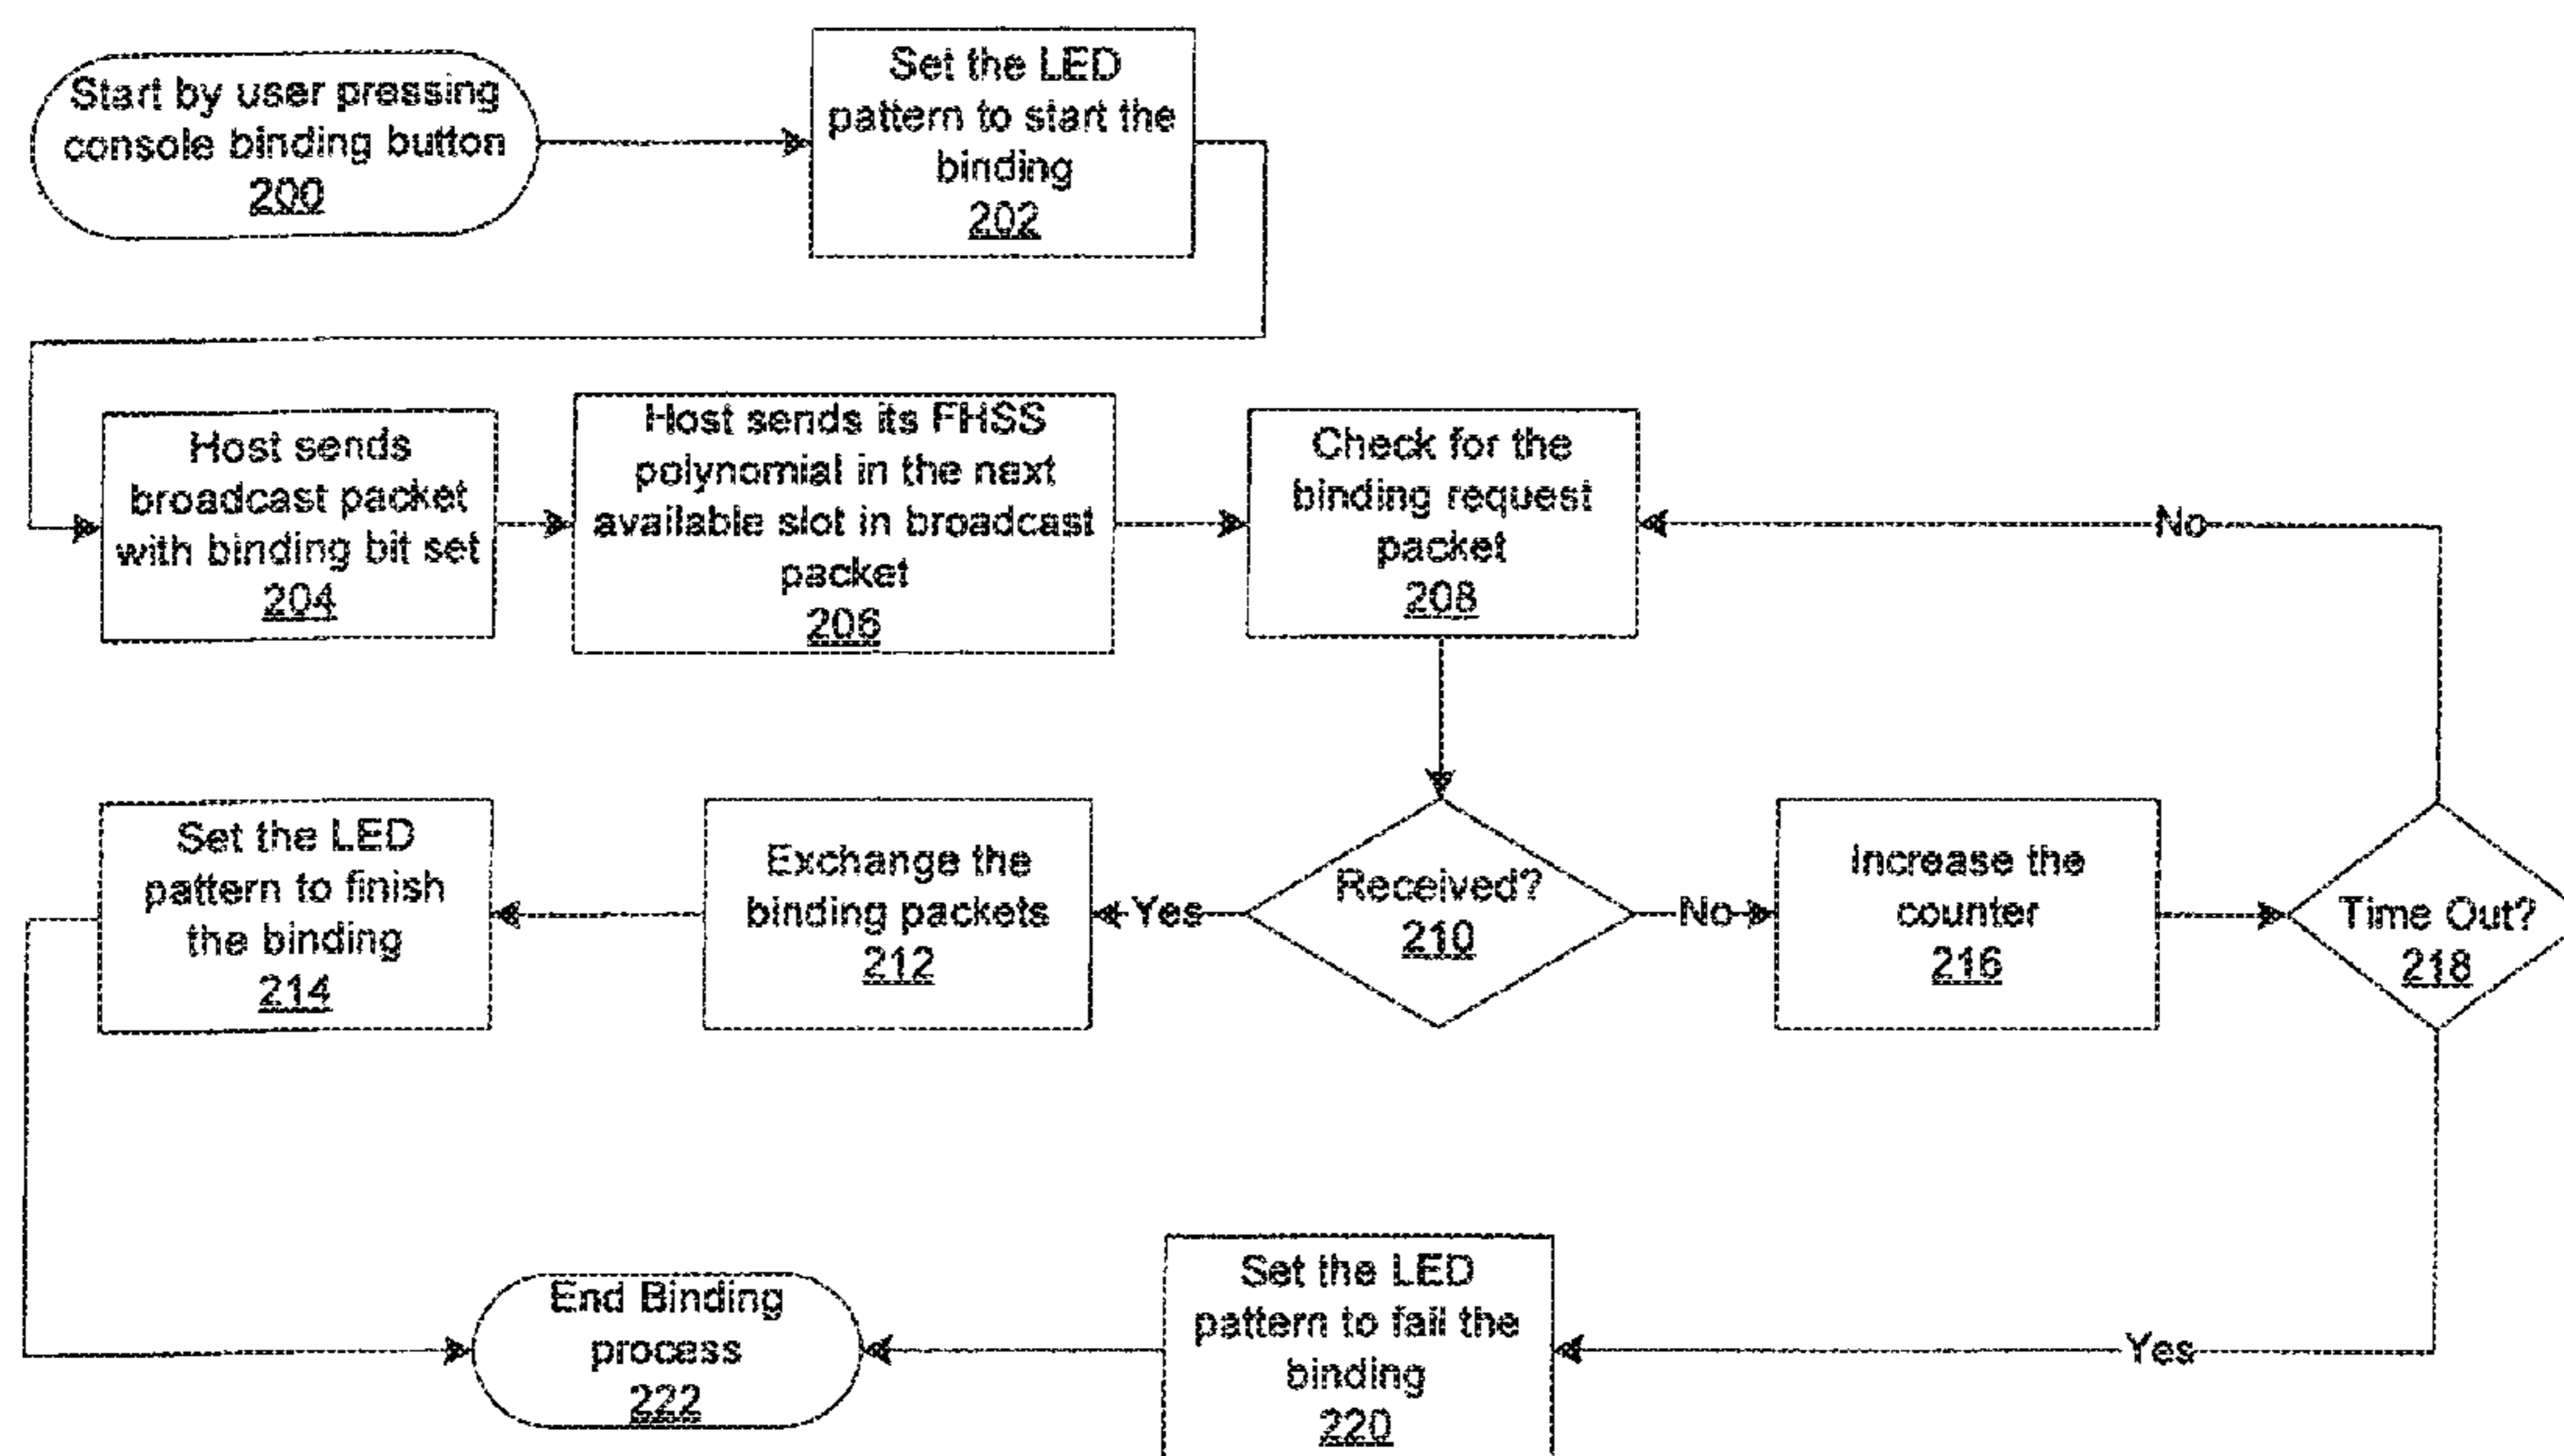 Start by user pressing
console binding button
200
Set the LED
pattern to start the
binding
202
Host sends
broadcast packet
with binding bit set
204
Host sends its FHSS
polynomial in the next
available slot in broadcast
packet
206
Check for the
binding request
packet
208
No
Set the LED
pattern to finish
the binding
214
Exchange the
binding packets
212
Yes
Received?
210
No
Increase the
counter
216
Time Out?
218
End Binding
process
222
Set the LED
pattern to fail the
binding
220
Yes